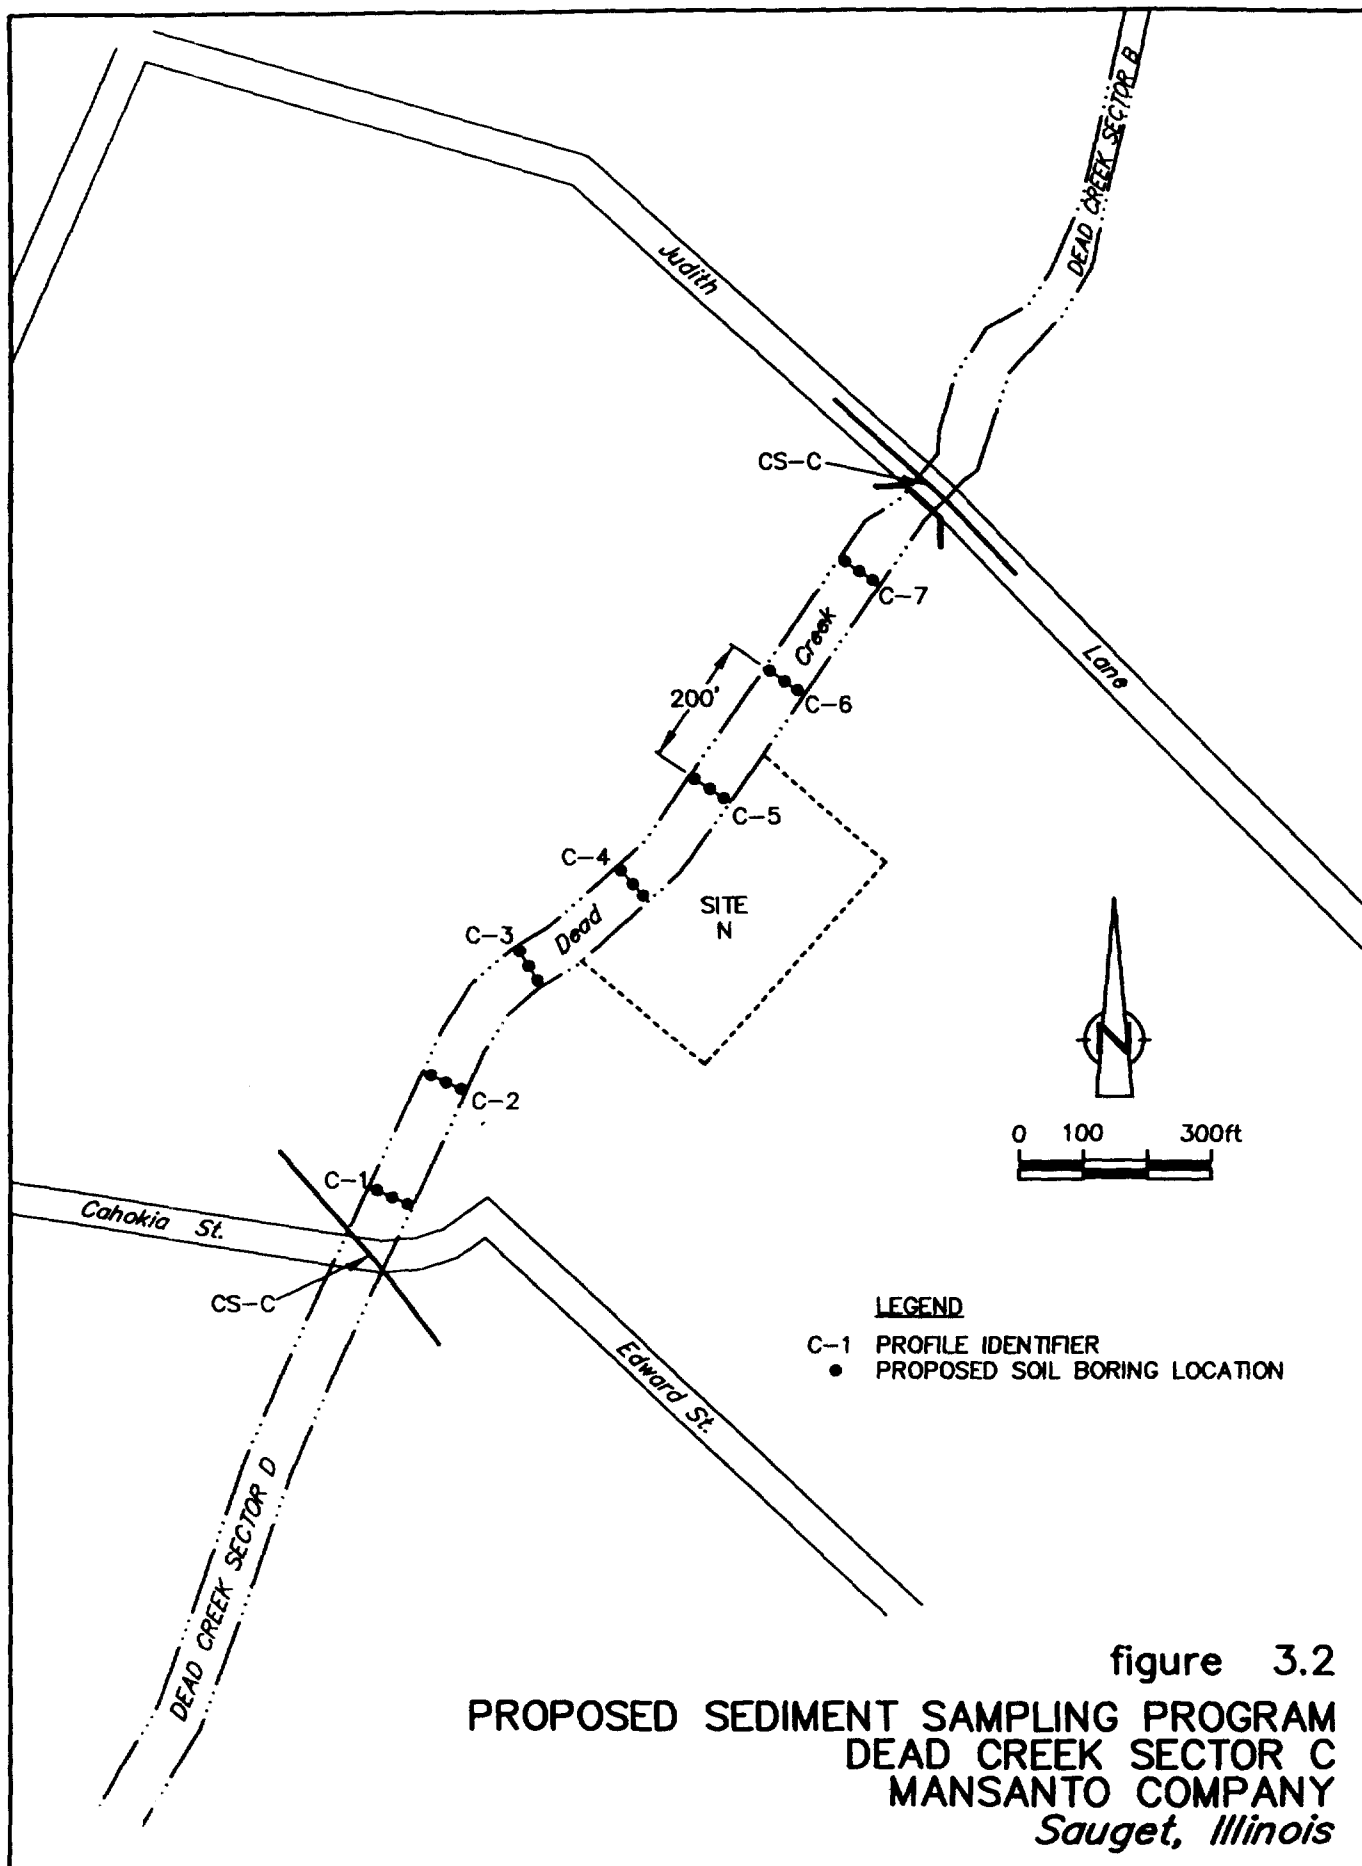 DEAD CREEK SECTOR B
Judith
CS-C
C-7
Creek
Lane
200'
C-6
C-5
C-4
SITE
N
C-3
Dead
C-2
N
0 100 300ft
C-1
Cahokia St.
CS-C
LEGEND
C-1 PROFILE IDENTIFIER
PROPOSED SOIL BORING LOCATION
Edward St.
DEAD CREEK SECTOR D
figure 3.2
PROPOSED SEDIMENT SAMPLING PROGRAM
DEAD CREEK SECTOR C
MANSANTO COMPANY
Sauget, Illinois